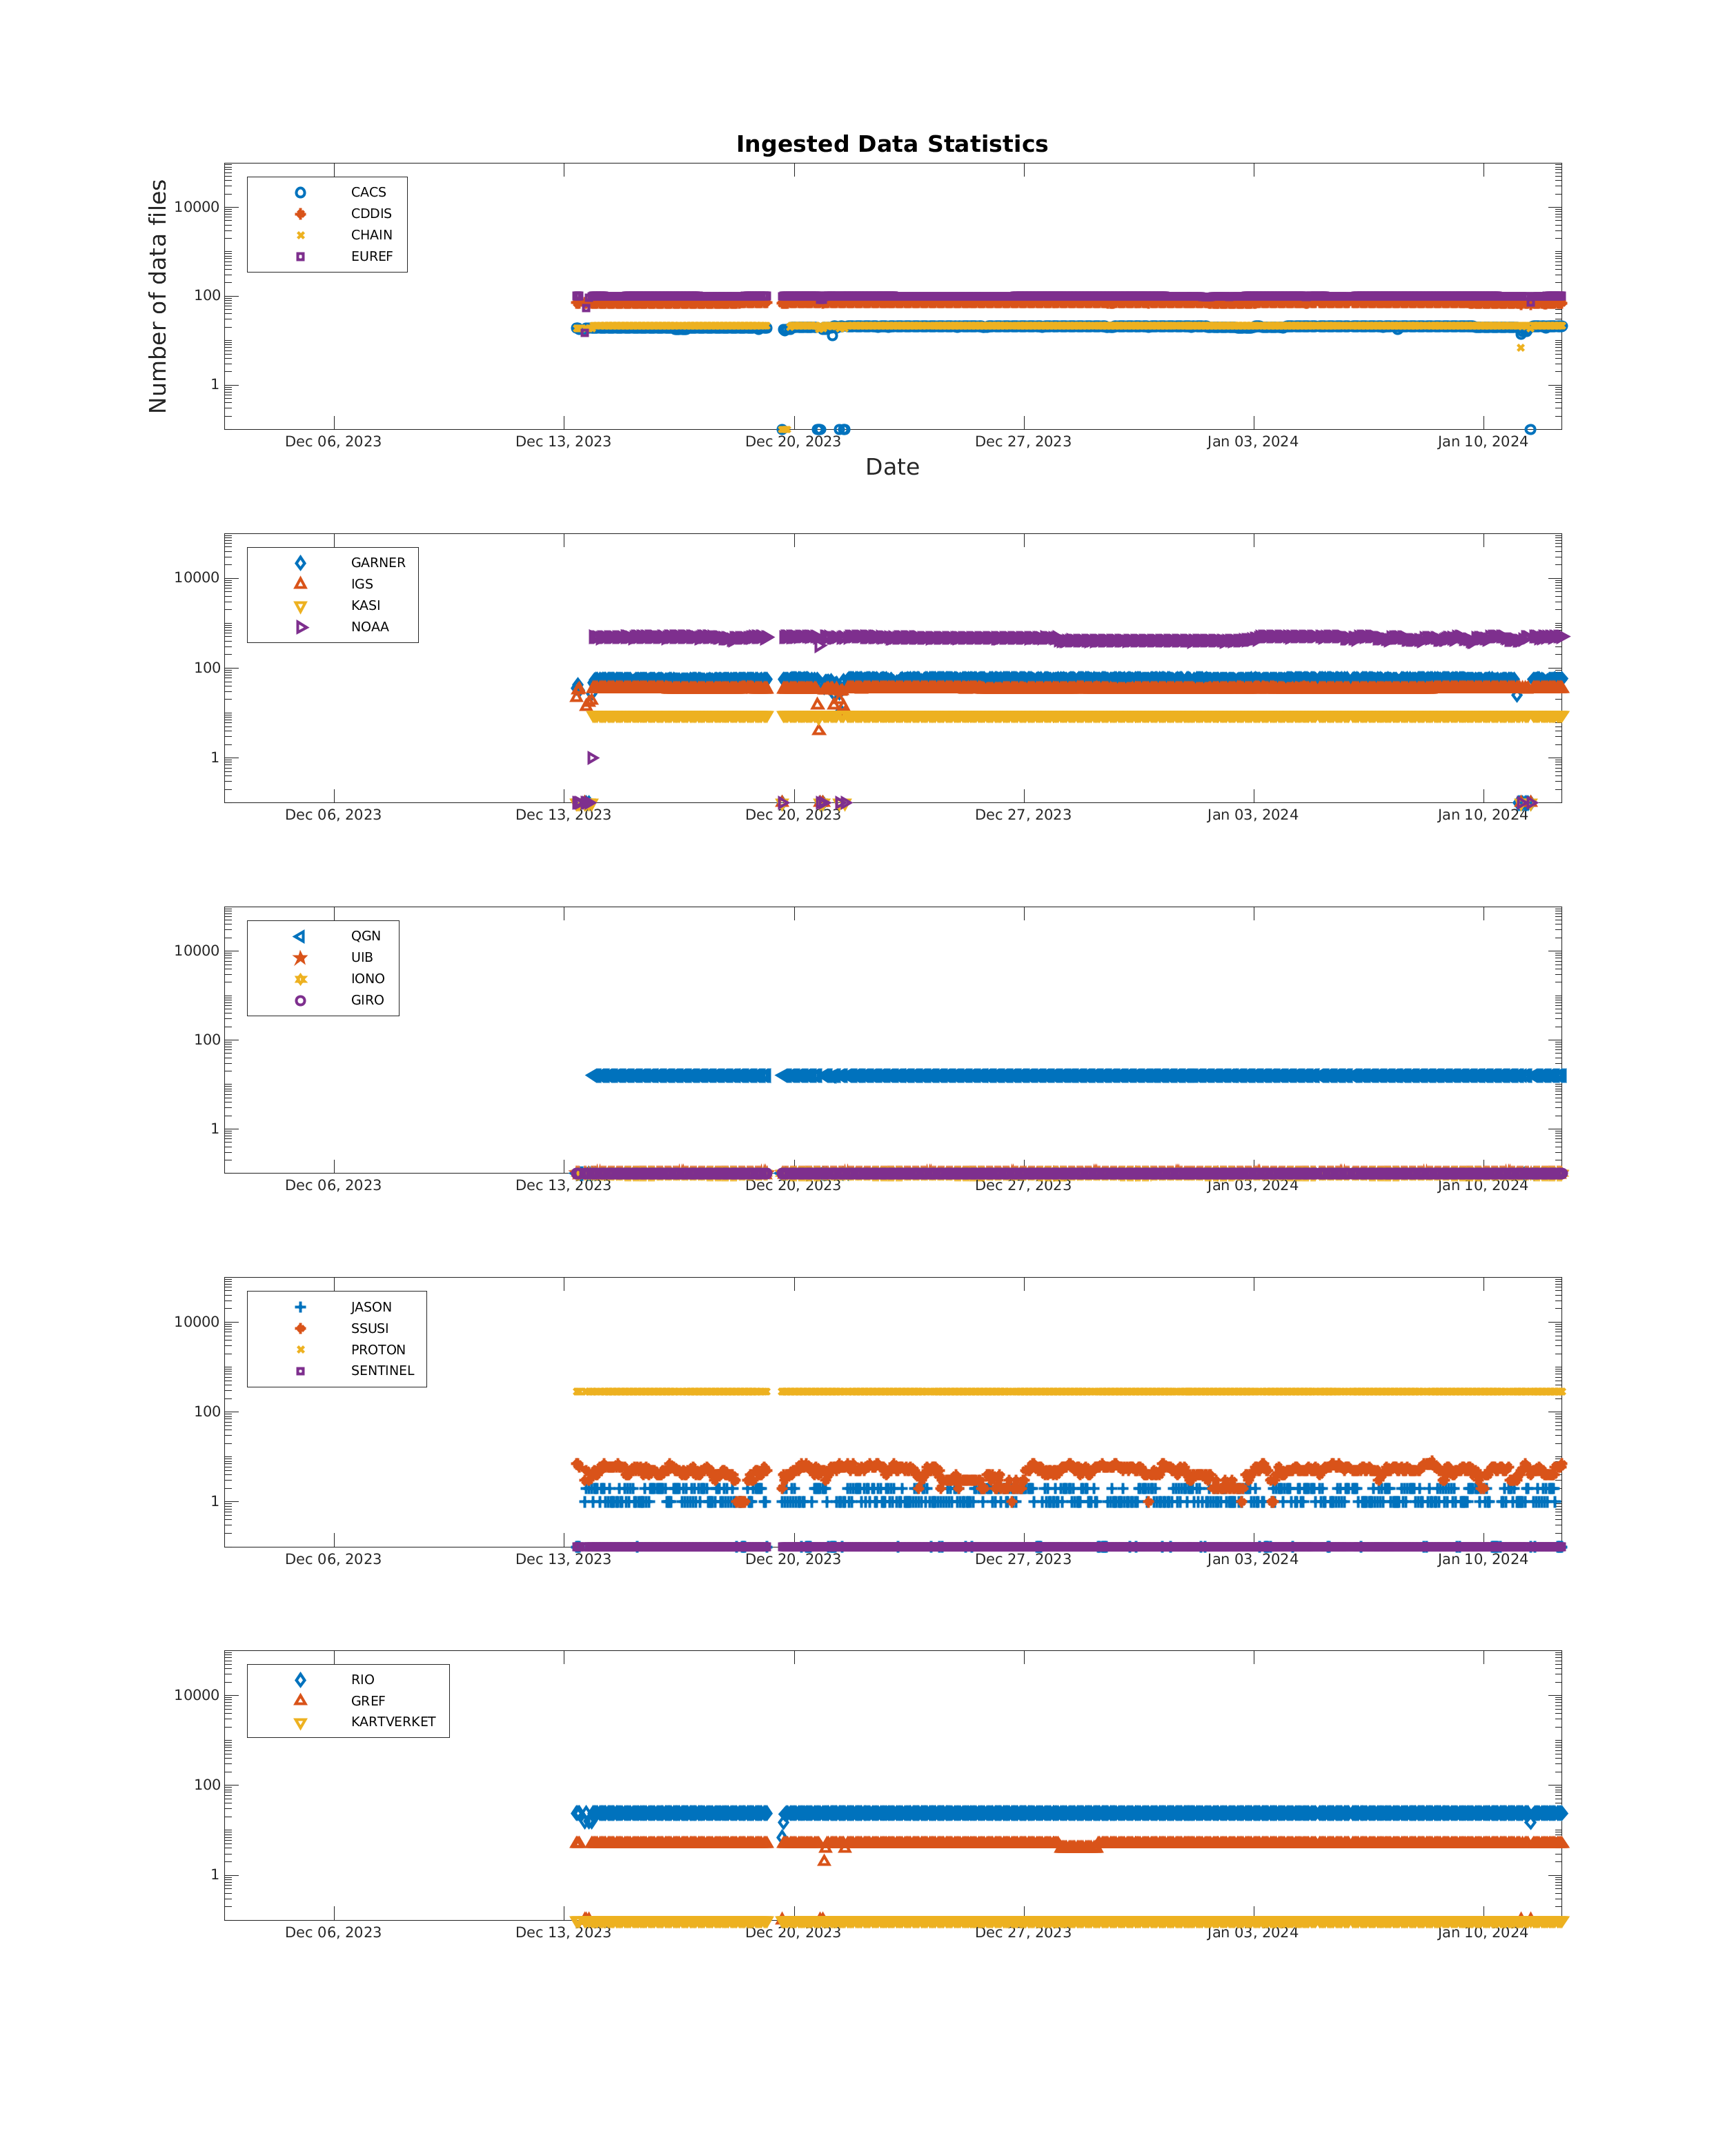 Ingested Data Statistics
Number of data files
10000
100
1
CACS
CDDIS
CHAIN
EUREF
Dec 06, 2023
Dec 13, 2023
Dec 20, 2023
Dec 27, 2023
Jan 03, 2024
Jan 10, 2024
Date
10000
100
1
GARNER
IGS
KASI
NOAA
Dec 06, 2023
Dec 13, 2023
Dec 20, 2023
Dec 27, 2023
Jan 03, 2024
Jan 10, 2024
10000
100
1
QGN
UIB
IONO
GIRO
Dec 06, 2023
Dec 13, 2023
Dec 20, 2023
Dec 27, 2023
Jan 03, 2024
Jan 10, 2024
10000
100
1
JASON
SSUSI
PROTON
SENTINEL
Dec 06, 2023
Dec 13, 2023
Dec 20, 2023
Dec 27, 2023
Jan 03, 2024
Jan 10, 2024
10000
100
1
RIO
GREF
KARTVERKET
Dec 06, 2023
Dec 13, 2023
Dec 20, 2023
Dec 27, 2023
Jan 03, 2024
Jan 10, 2024